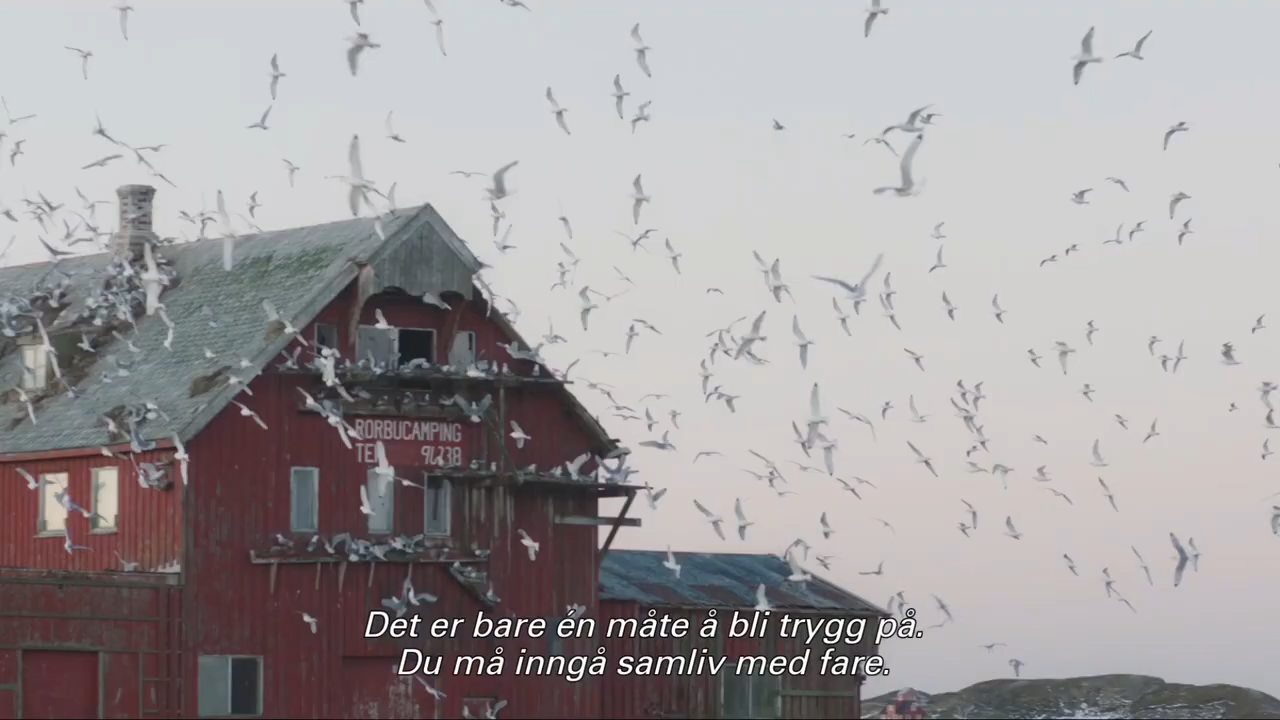 RORBUCAMPING
Det er bare én måte å bli trygg på.
Du må inngå samliv med fare.